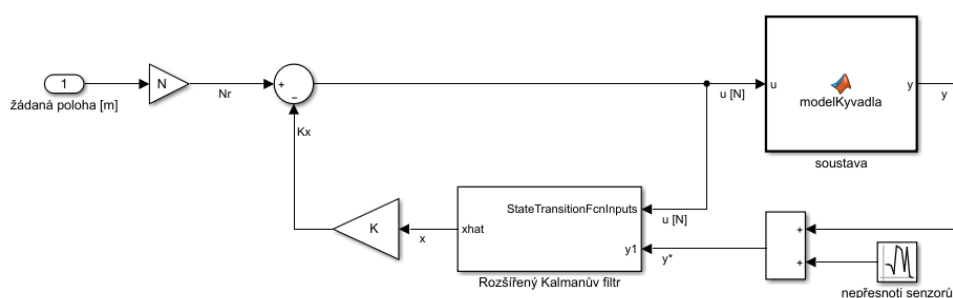 1
žádaná poloha [m]
N
Nr
+
−
Kx
u [N]
u
modelKyvadla
y
y
soustava
K
x
StateTransitionFcnInputs
xhat
y1
u [N]
y*
Rozšířený Kalmanův filtr
+
+
nepřesnoti senzorů